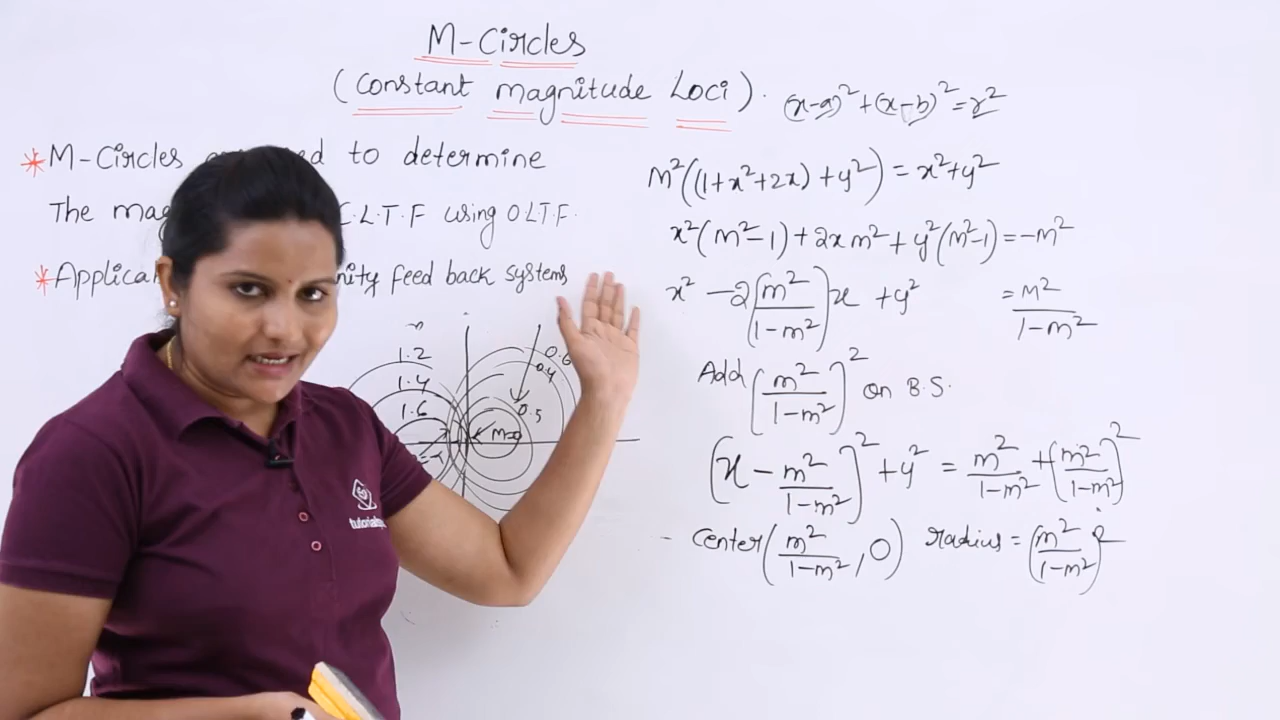 M-Circles
(constant magnitude Loci).
(x-a)²+(x-b)²=r²
*M-Circles to determine
The C.L.T.F using O.L.T.F.
*Applica feed back systems
1.2
1.4
1.6
M=0
0.6
0.4
0.5
M²((1+x²+2x)+y²)=x²+y²
x²(m²-1)+2xm²+y²(m²-1)=-m²
x² -2(m²/1-m²)x +y² =m²/1-m²
Add (m²/1-m²)² on B.S.
(x-m²/1-m²)²+y² = m²/1-m²+(m²/1-m²)²
Center(m²/1-m²,0) radius=(m²/1-m²)²